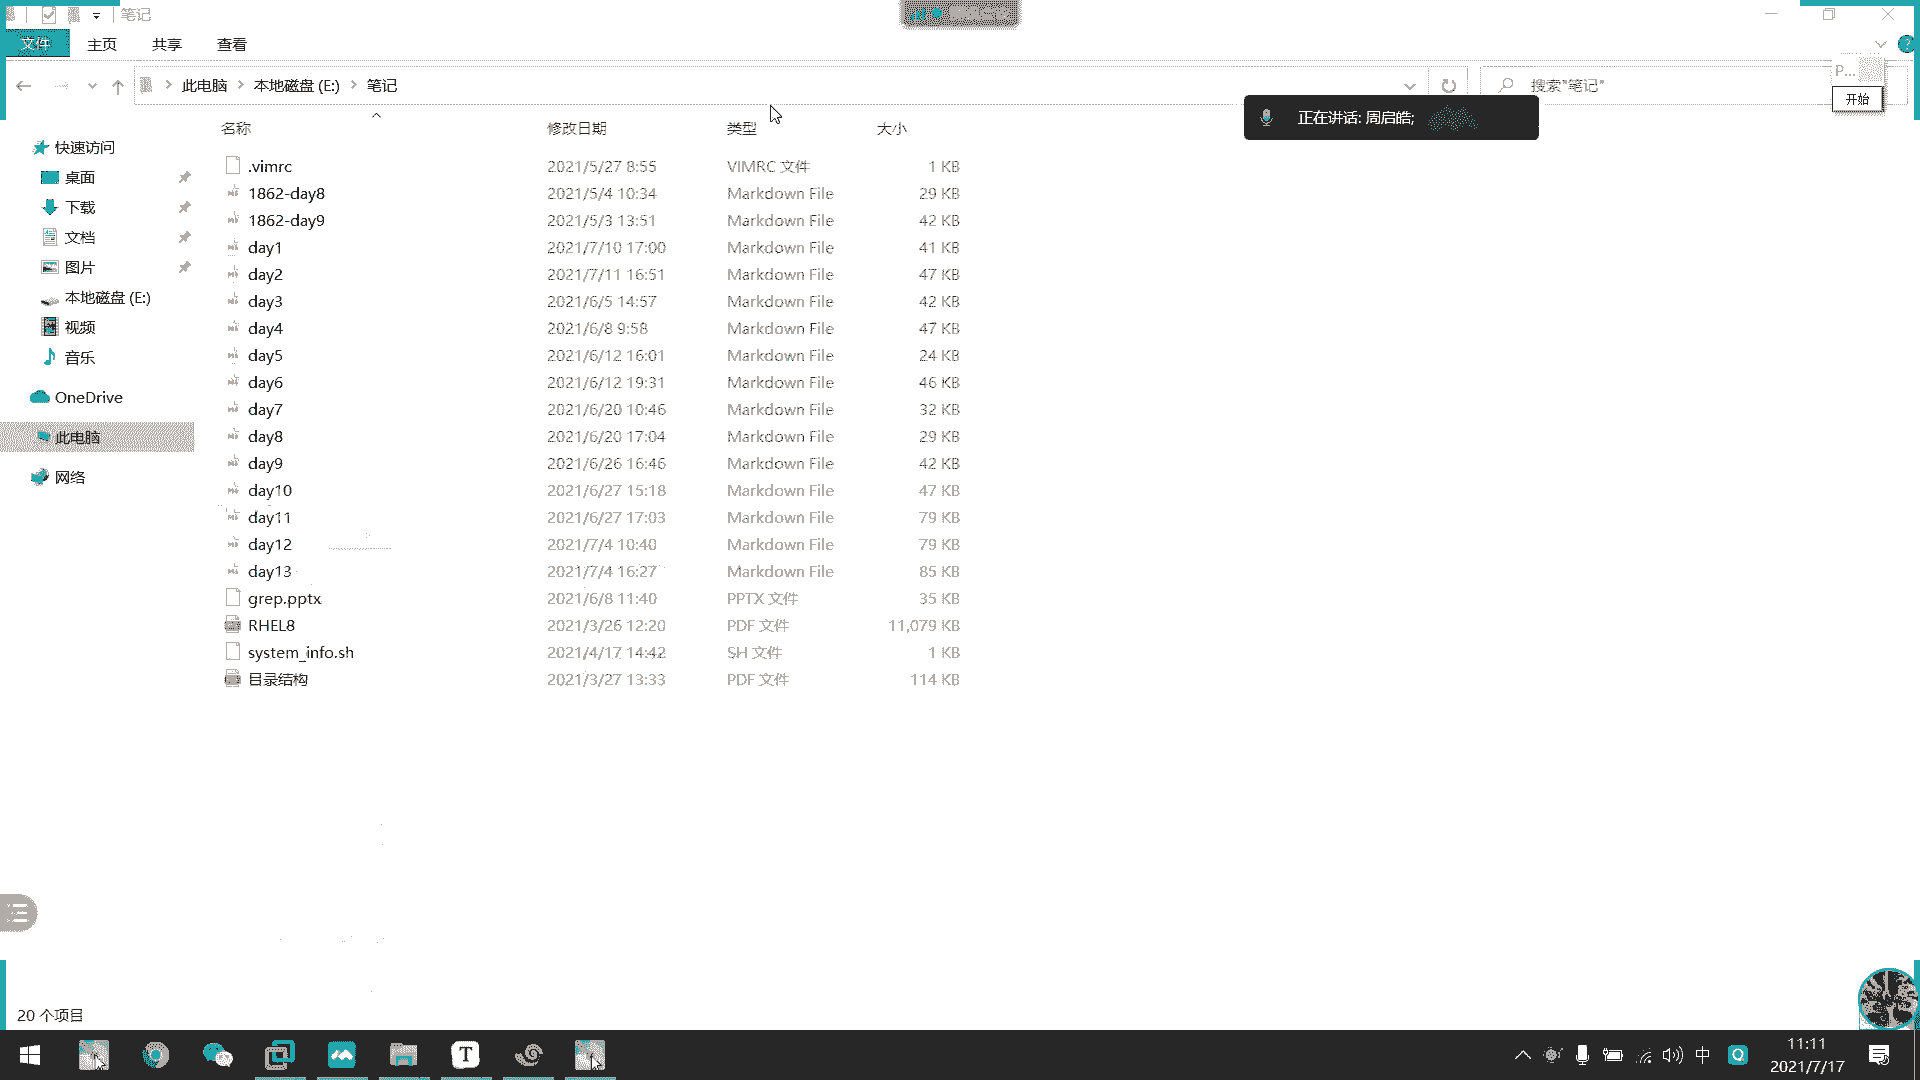 笔记
文件 主页 共享 查看
此电脑 本地磁盘 (E:) 笔记
搜索"笔记"
P...
开始
正在讲话: 周启皓;
名称 修改日期 类型 大小
快速访问
桌面
下载
文档
图片
本地磁盘 (E:)
视频
音乐
OneDrive
此电脑
网络
.vimrc 2021/5/27 8:55 VIMRC 文件 1 KB
1862-day8 2021/5/4 10:34 Markdown File 29 KB
1862-day9 2021/5/3 13:51 Markdown File 42 KB
day1 2021/7/10 17:00 Markdown File 41 KB
day2 2021/7/11 16:51 Markdown File 47 KB
day3 2021/6/5 14:57 Markdown File 42 KB
day4 2021/6/8 9:58 Markdown File 47 KB
day5 2021/6/12 16:01 Markdown File 24 KB
day6 2021/6/12 19:31 Markdown File 46 KB
day7 2021/6/20 10:46 Markdown File 32 KB
day8 2021/6/20 17:04 Markdown File 29 KB
day9 2021/6/26 16:46 Markdown File 42 KB
day10 2021/6/27 15:18 Markdown File 47 KB
day11 2021/6/27 17:03 Markdown File 79 KB
day12 2021/7/4 10:40 Markdown File 79 KB
day13 2021/7/4 16:27 Markdown File 85 KB
grep.pptx 2021/6/8 11:40 PPTX 文件 35 KB
RHEL8 2021/3/26 12:20 PDF 文件 11,079 KB
system_info.sh 2021/4/17 14:42 SH 文件 1 KB
目录结构 2021/3/27 13:33 PDF 文件 114 KB
20 个项目
中
11:11
2021/7/17